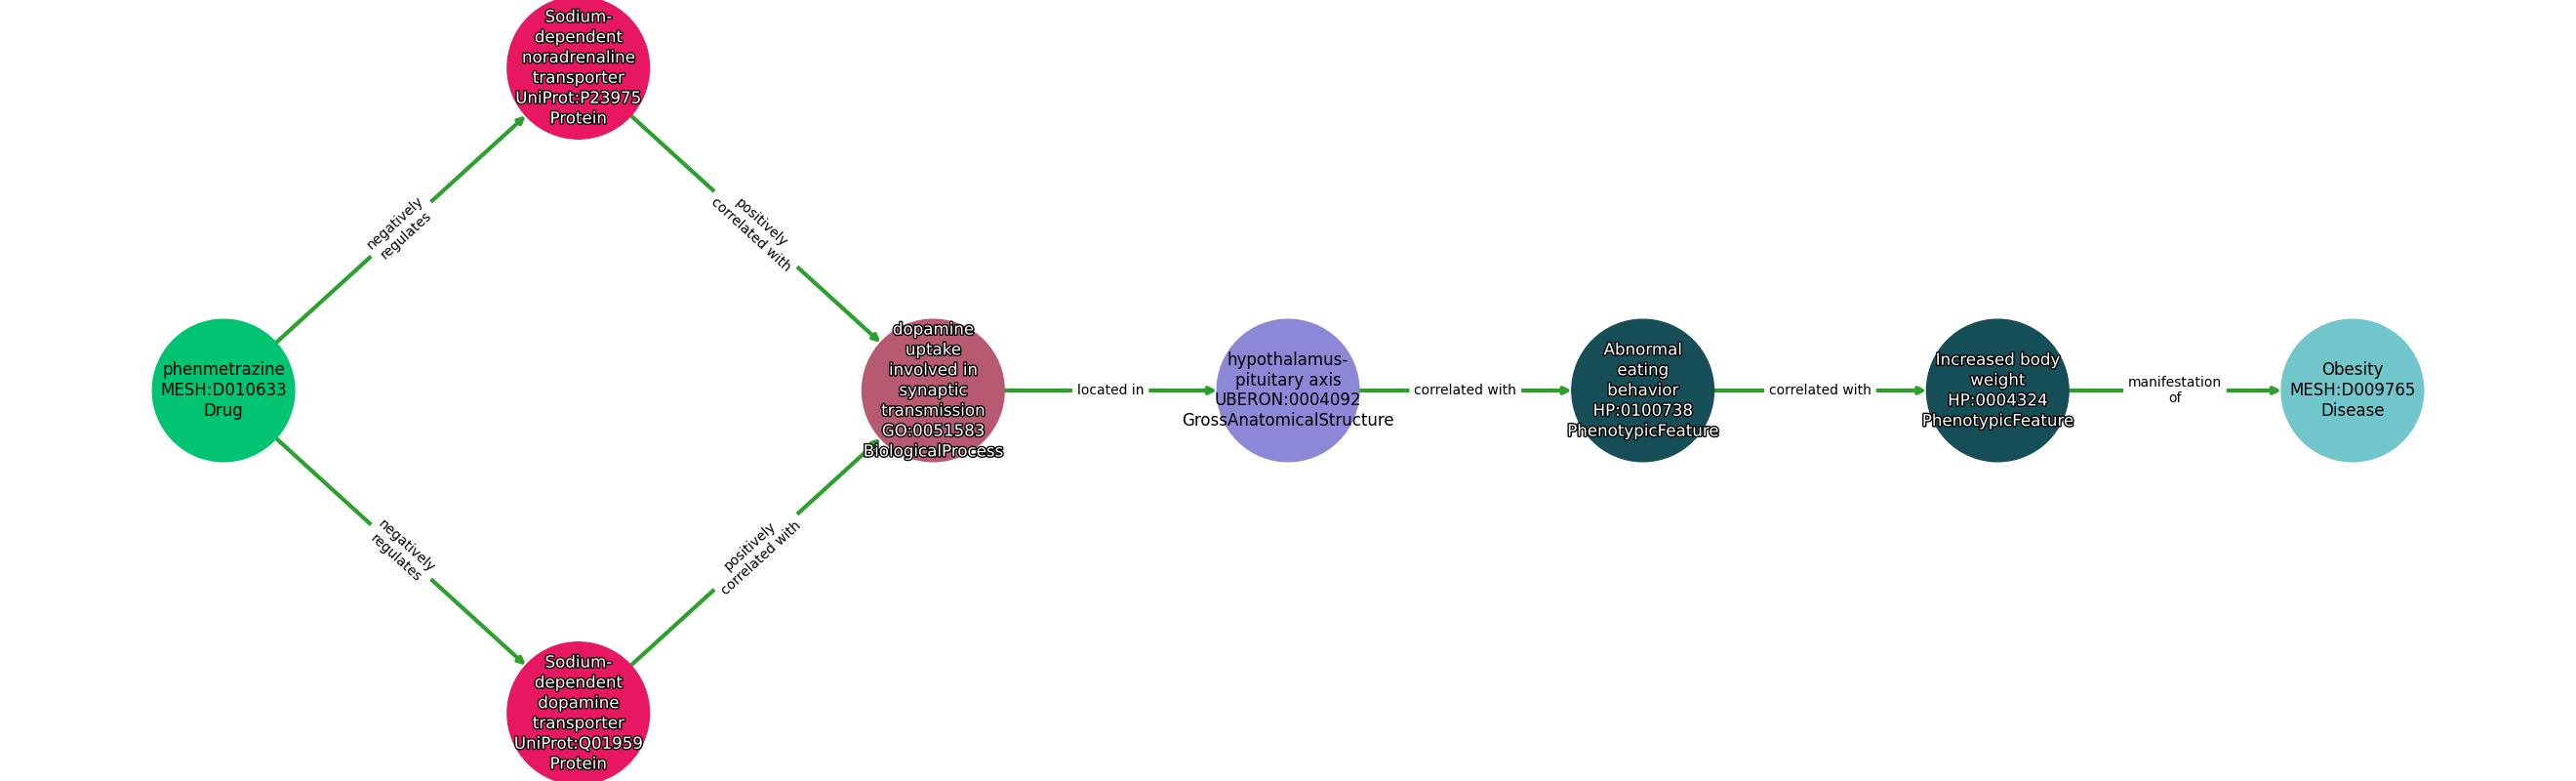 Sodium-
dependent
noradrenaline
transporter
UniProt:P23975
Protein
negatively
regulates
positively
correlated with
phenmetrazine
MESH:D010633
Drug
dopamine
uptake
involved in
synaptic
transmission
GO:0051583
BiologicalProcess
located in
hypothalamus-
pituitary axis
UBERON:0004092
GrossAnatomicalStructure
correlated with
Abnormal
eating
behavior
HP:0100738
PhenotypicFeature
correlated with
Increased body
weight
HP:0004324
PhenotypicFeature
manifestation
of
Obesity
MESH:D009765
Disease
negatively
regulates
positively
correlated with
Sodium-
dependent
dopamine
transporter
UniProt:Q01959
Protein